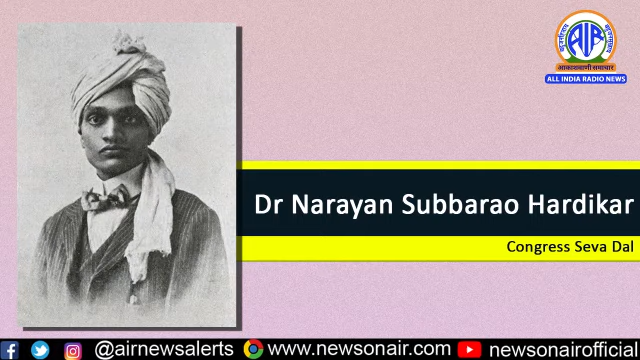 AIR
आकाशवाणी समाचार
ALL INDIA RADIO NEWS
Dr Narayan Subbarao Hardikar
Congress Seva Dal
@airnewsalerts www.newsonair.com newsonairofficial